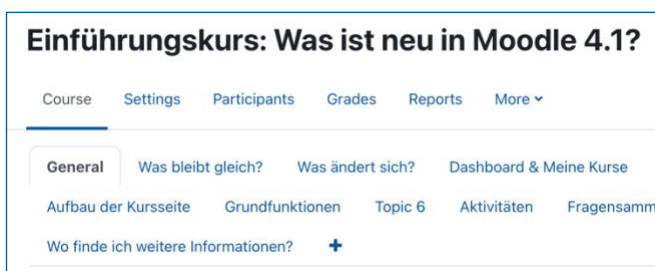 Einführungskurs: Was ist neu in Moodle 4.1?
Course Settings Participants Grades Reports More
General Was bleibt gleich? Was ändert sich? Dashboard & Meine Kurse
Aufbau der Kursseite Grundfunktionen Topic 6 Aktivitäten Fragensamm
Wo finde ich weitere Informationen? +